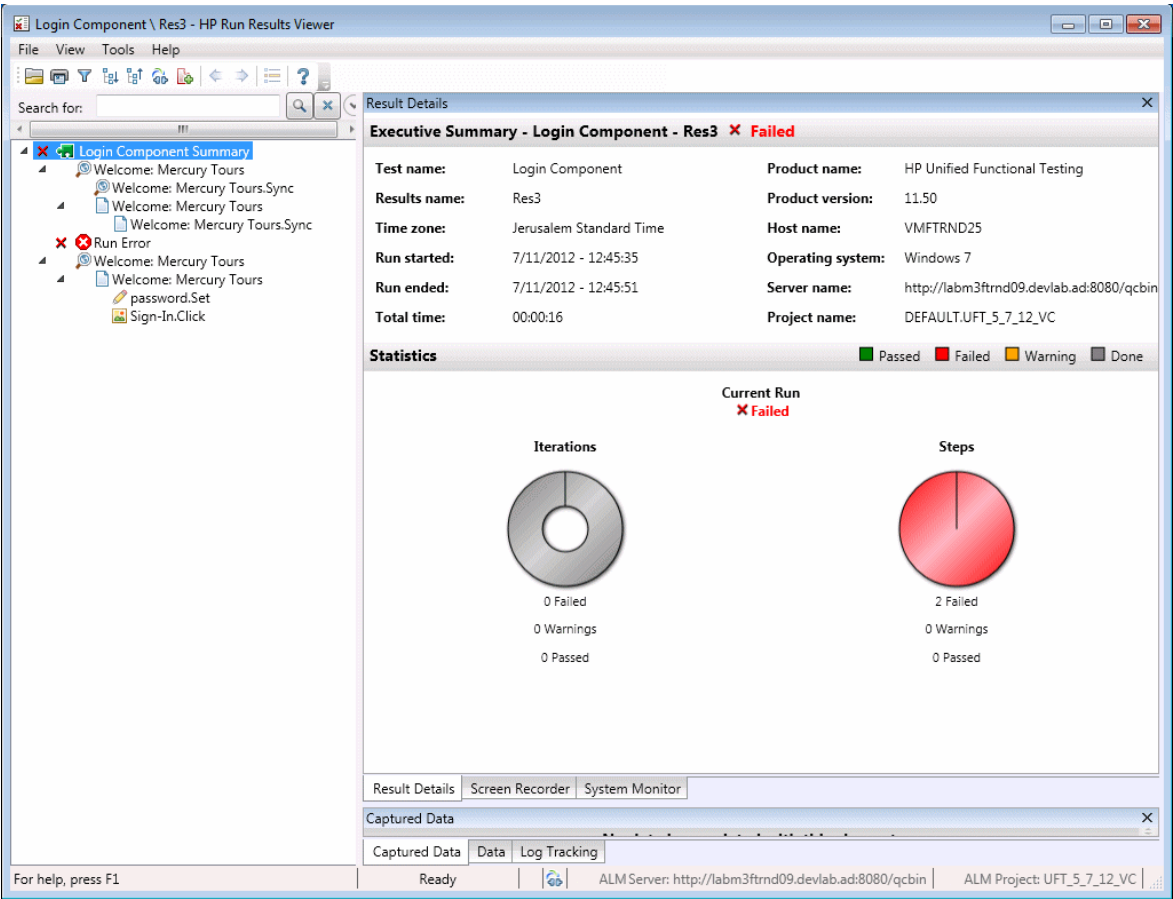 Login Component \ Res3 - HP Run Results Viewer
File View Tools Help
Search for:
Login Component Summary
Welcome: Mercury Tours
Welcome: Mercury Tours.Sync
Welcome: Mercury Tours
Welcome: Mercury Tours.Sync
Run Error
Welcome: Mercury Tours
Welcome: Mercury Tours
password.Set
Sign-In.Click
Result Details
Executive Summary - Login Component - Res3 Failed
Test name: Login Component Product name: HP Unified Functional Testing
Results name: Res3 Product version: 11.50
Time zone: Jerusalem Standard Time Host name: VMFTRND25
Run started: 7/11/2012 - 12:45:35 Operating system: Windows 7
Run ended: 7/11/2012 - 12:45:51 Server name: http://labm3ftrnd09.devlab.ad:8080/qcbin
Total time: 00:00:16 Project name: DEFAULT.UFT_5_7_12_VC
Statistics Passed Failed Warning Done
Current Run
Failed
Iterations Steps
0 Failed 2 Failed
0 Warnings 0 Warnings
0 Passed 0 Passed
Result Details Screen Recorder System Monitor
Captured Data
Captured Data Data Log Tracking
For help, press F1 Ready ALM Server: http://labm3ftrnd09.devlab.ad:8080/qcbin ALM Project: UFT_5_7_12_VC